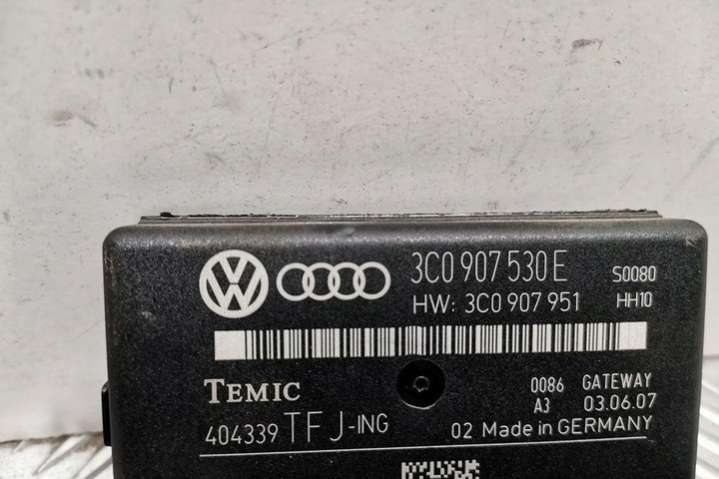 3C0 907 530 E S0080
HW: 3C0 907 951 HH10
TEMIC 0086 GATEWAY
A3 03.06.07
404339 TFJ-ING 02 Made in GERMANY